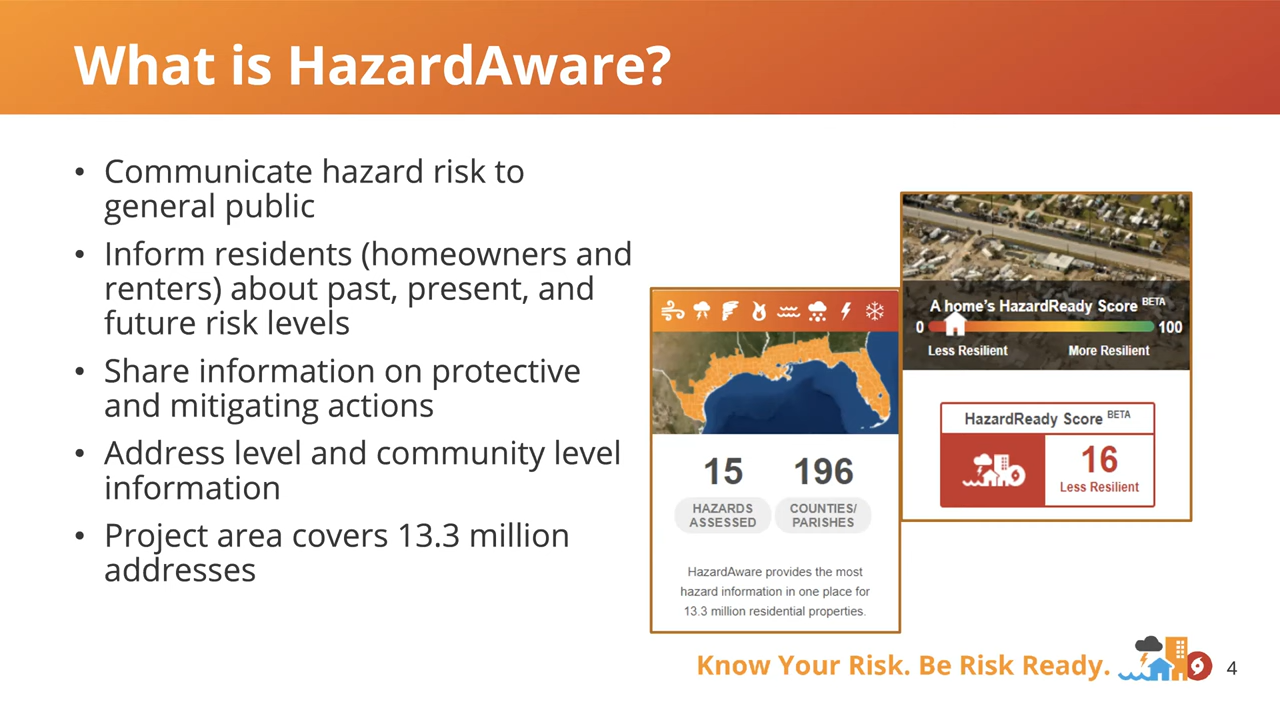 What is HazardAware?
• Communicate hazard risk to
general public
• Inform residents (homeowners and
renters) about past, present, and
future risk levels
• Share information on protective
and mitigating actions
• Address level and community level
information
• Project area covers 13.3 million
addresses
15
HAZARDS
ASSESSED
196
COUNTIES/
PARISHES
HazardAware provides the most
hazard information in one place for
13.3 million residential properties.
A home's HazardReady Score BETA
0 100
Less Resilient More Resilient
HazardReady Score BETA
16
Less Resilient
Know Your Risk. Be Risk Ready.
4